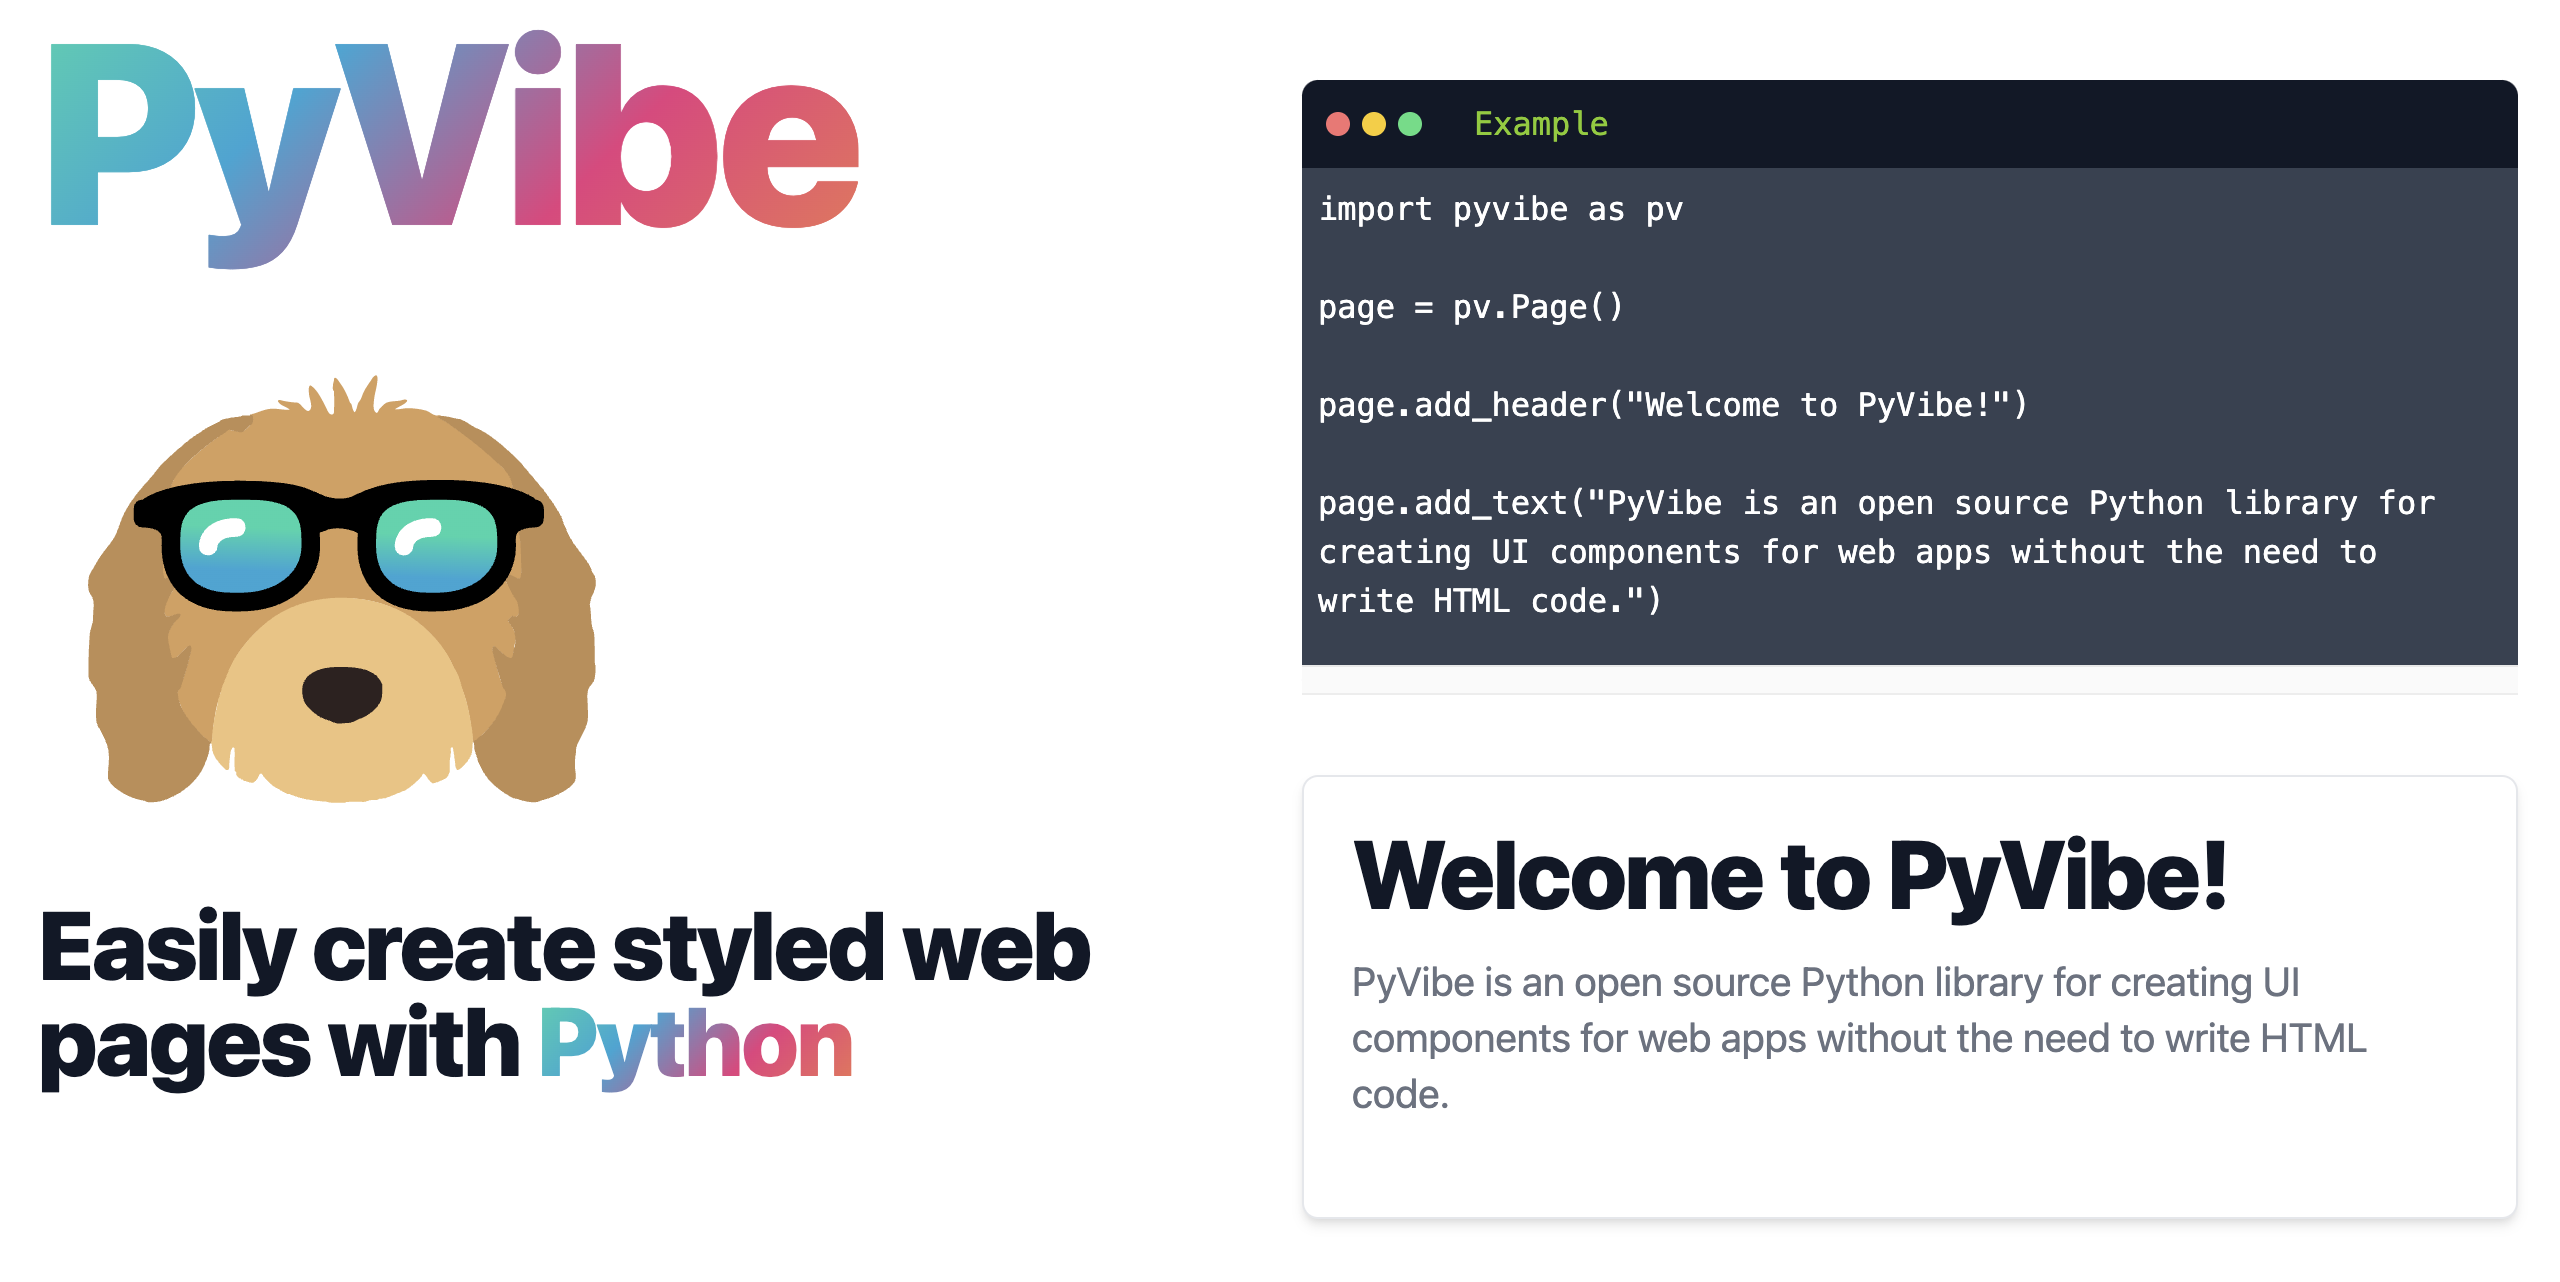 PyVibe
Easily create styled web
pages with Python
Example
import pyvibe as pv
page = pv.Page()
page.add_header("Welcome to PyVibe!")
page.add_text("PyVibe is an open source Python library for
creating UI components for web apps without the need to
write HTML code.")
Welcome to PyVibe!
PyVibe is an open source Python library for creating UI
components for web apps without the need to write HTML
code.